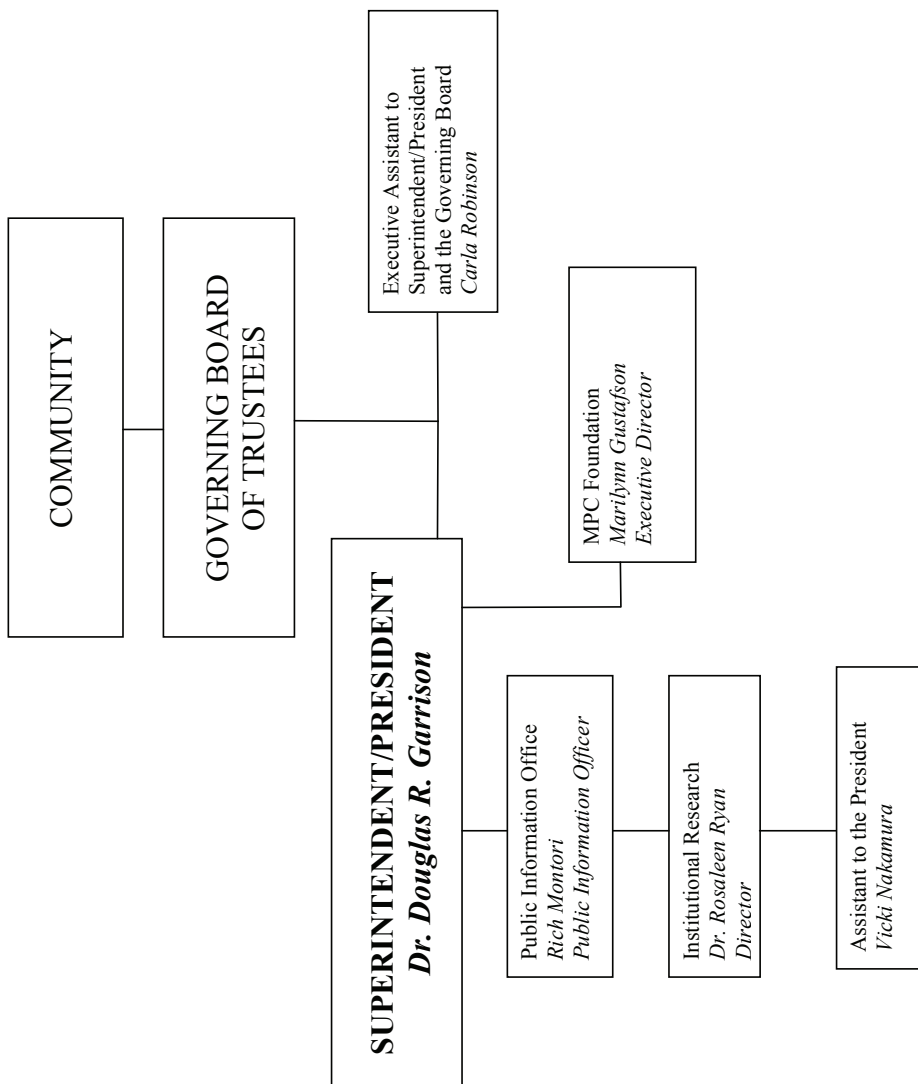 COMMUNITY
GOVERNING BOARD
OF TRUSTEES
Executive Assistant to
Superintendent/President
and the Governing Board
Carla Robinson
SUPERINTENDENT/PRESIDENT
Dr. Douglas R. Garrison
MPC Foundation
Marilynn Gustafson
Executive Director
Public Information Office
Rich Montori
Public Information Officer
Institutional Research
Dr. Rosaleen Ryan
Director
Assistant to the President
Vicki Nakamura